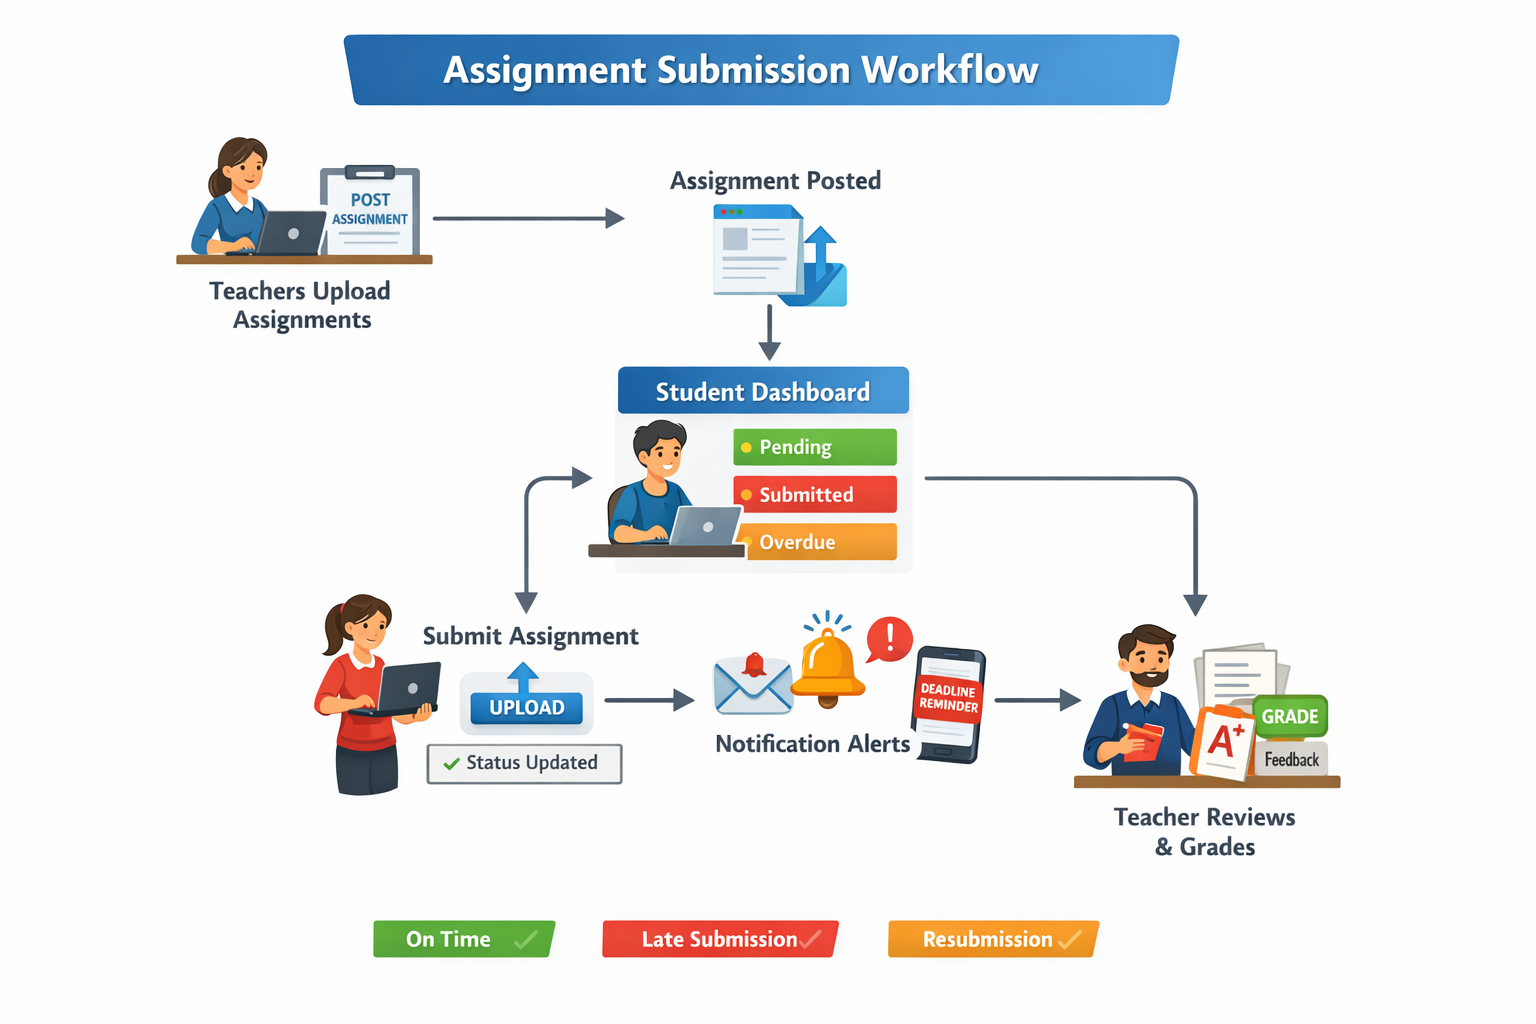 Assignment Submission Workflow
POST
ASSIGNMENT
Teachers Upload
Assignments
Assignment Posted
Student Dashboard
Pending
Submitted
Overdue
Submit Assignment
UPLOAD
✓ Status Updated
!
DEADLINE
REMINDER
Notification Alerts
A+
GRADE
Feedback
Teacher Reviews
& Grades
On Time ✓
Late Submission ✓
Resubmission ✓